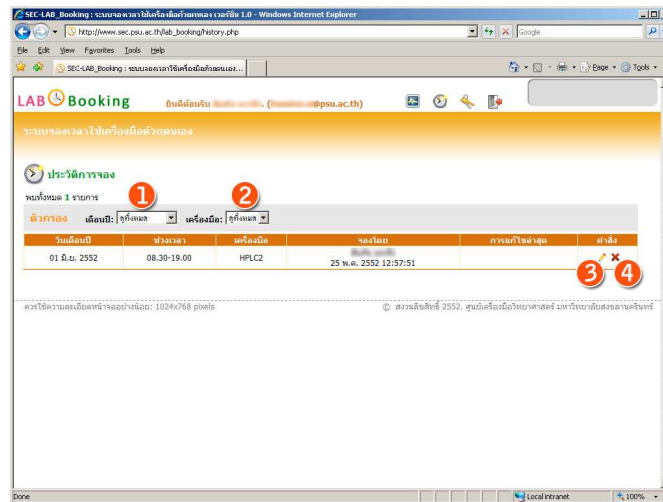 SEC-LAB_Booking : ระบบจองเวลาใช้เครื่องมือด้วยตนเอง เวอร์ชั่น 1.0 - Windows Internet Explorer
http://www.sec.psu.ac.th/lab_booking/history.php
Google
File Edit View Favorites Tools Help
SEC-LAB_Booking : ระบบจองเวลาใช้เครื่องมือด้วยตนเอง...
Page Tools
LAB Booking
ยินดีต้อนรับ . ( @psu.ac.th)
ระบบจองเวลาใช้เครื่องมือด้วยตนเอง
ประวัติการจอง
พบทั้งหมด 1 รายการ
1 2
ตัวกรอง เดือนปี: ดูทั้งหมด เครื่องมือ: ดูทั้งหมด
วันเดือนปี ช่วงเวลา เครื่องมือ จองโดย การแก้ไขล่าสุด คำสั่ง
01 มิ.ย. 2552 08.30-19.00 HPLC2 25 พ.ค. 2552 12:57:51
3 4
ควรใช้ความละเอียดหน้าจออย่างน้อย: 1024x768 pixels © สงวนลิขสิทธิ์ 2552. ศูนย์เครื่องมือวิทยาศาสตร์ มหาวิทยาลัยสงขลานครินทร์
Done Local intranet 100%